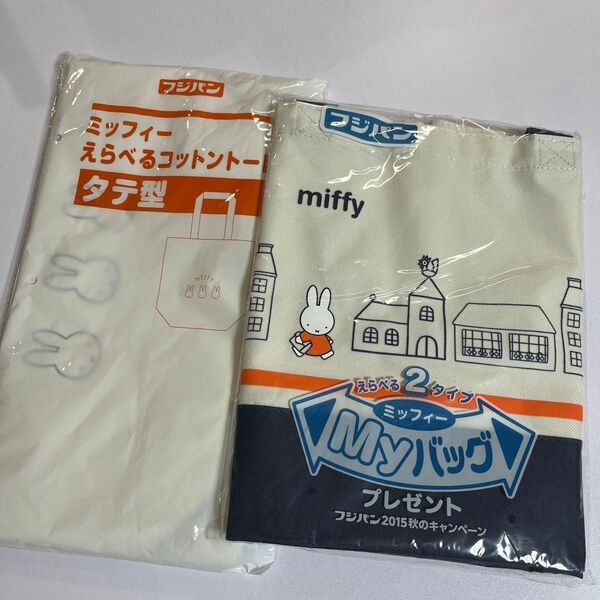 フジパン
ミッフィー
えらべるコットントー
タテ型
miffy
フジパン
miffy
えらべる2タイプ
ミッフィー
Myバッグ
プレゼント
フジパン2015秋のキャンペーン